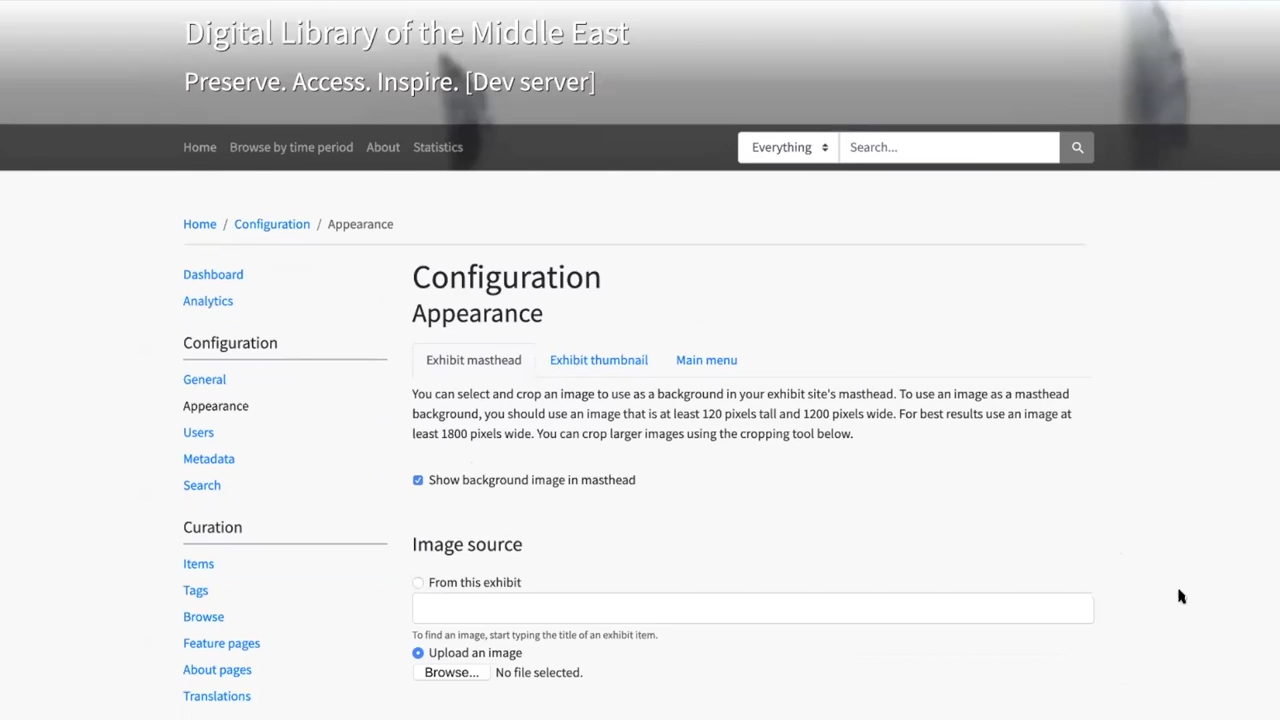 Digital Library of the Middle East
Preserve. Access. Inspire. [Dev server]
Home Browse by time period About Statistics Everything Search...
Home / Configuration / Appearance
Dashboard
Analytics
Configuration
General
Appearance
Users
Metadata
Search
Curation
Items
Tags
Browse
Feature pages
About pages
Translations
Configuration
Appearance
Exhibit masthead Exhibit thumbnail Main menu
You can select and crop an image to use as a background in your exhibit site's masthead. To use an image as a masthead
background, you should use an image that is at least 120 pixels tall and 1200 pixels wide. For best results use an image at
least 1800 pixels wide. You can crop larger images using the cropping tool below.
Show background image in masthead
Image source
From this exhibit
To find an image, start typing the title of an exhibit item.
Upload an image
Browse... No file selected.